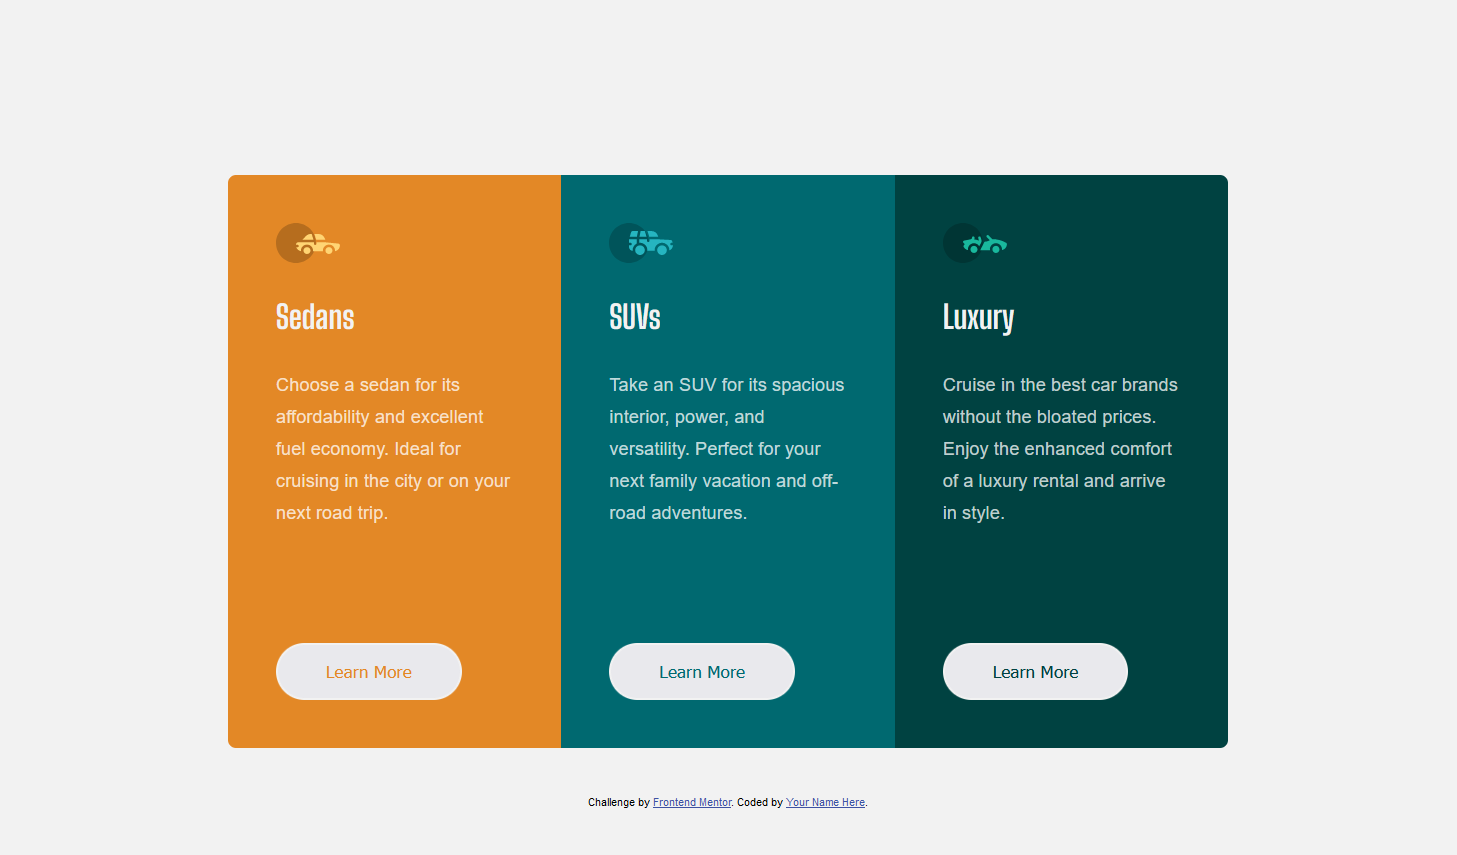 Sedans
Choose a sedan for its
affordability and excellent
fuel economy. Ideal for
cruising in the city or on your
next road trip.
Learn More
SUVs
Take an SUV for its spacious
interior, power, and
versatility. Perfect for your
next family vacation and off-
road adventures.
Learn More
Luxury
Cruise in the best car brands
without the bloated prices.
Enjoy the enhanced comfort
of a luxury rental and arrive
in style.
Learn More
Challenge by Frontend Mentor. Coded by Your Name Here.